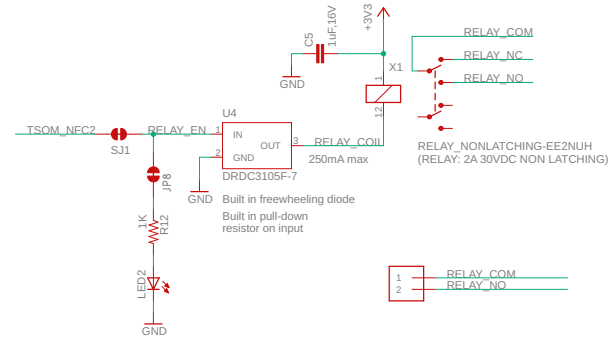 +3V3
C5
1uF,16V
GND
X1
1
12
RELAY_COM
RELAY_NC
RELAY_NO
U4
TSOM_NFC2
SJ1
RELAY_EN
1
IN
2
GND
OUT
3
RELAY_COIL
250mA max
DRDC3105F-7
RELAY_NONLATCHING-EE2NUH
(RELAY: 2A 30VDC NON LATCHING)
JP8
GND
Built in freewheeling diode
Built in pull-down
resistor on input
1K
R12
LED2
GND
1
RELAY_COM
2
RELAY_NO